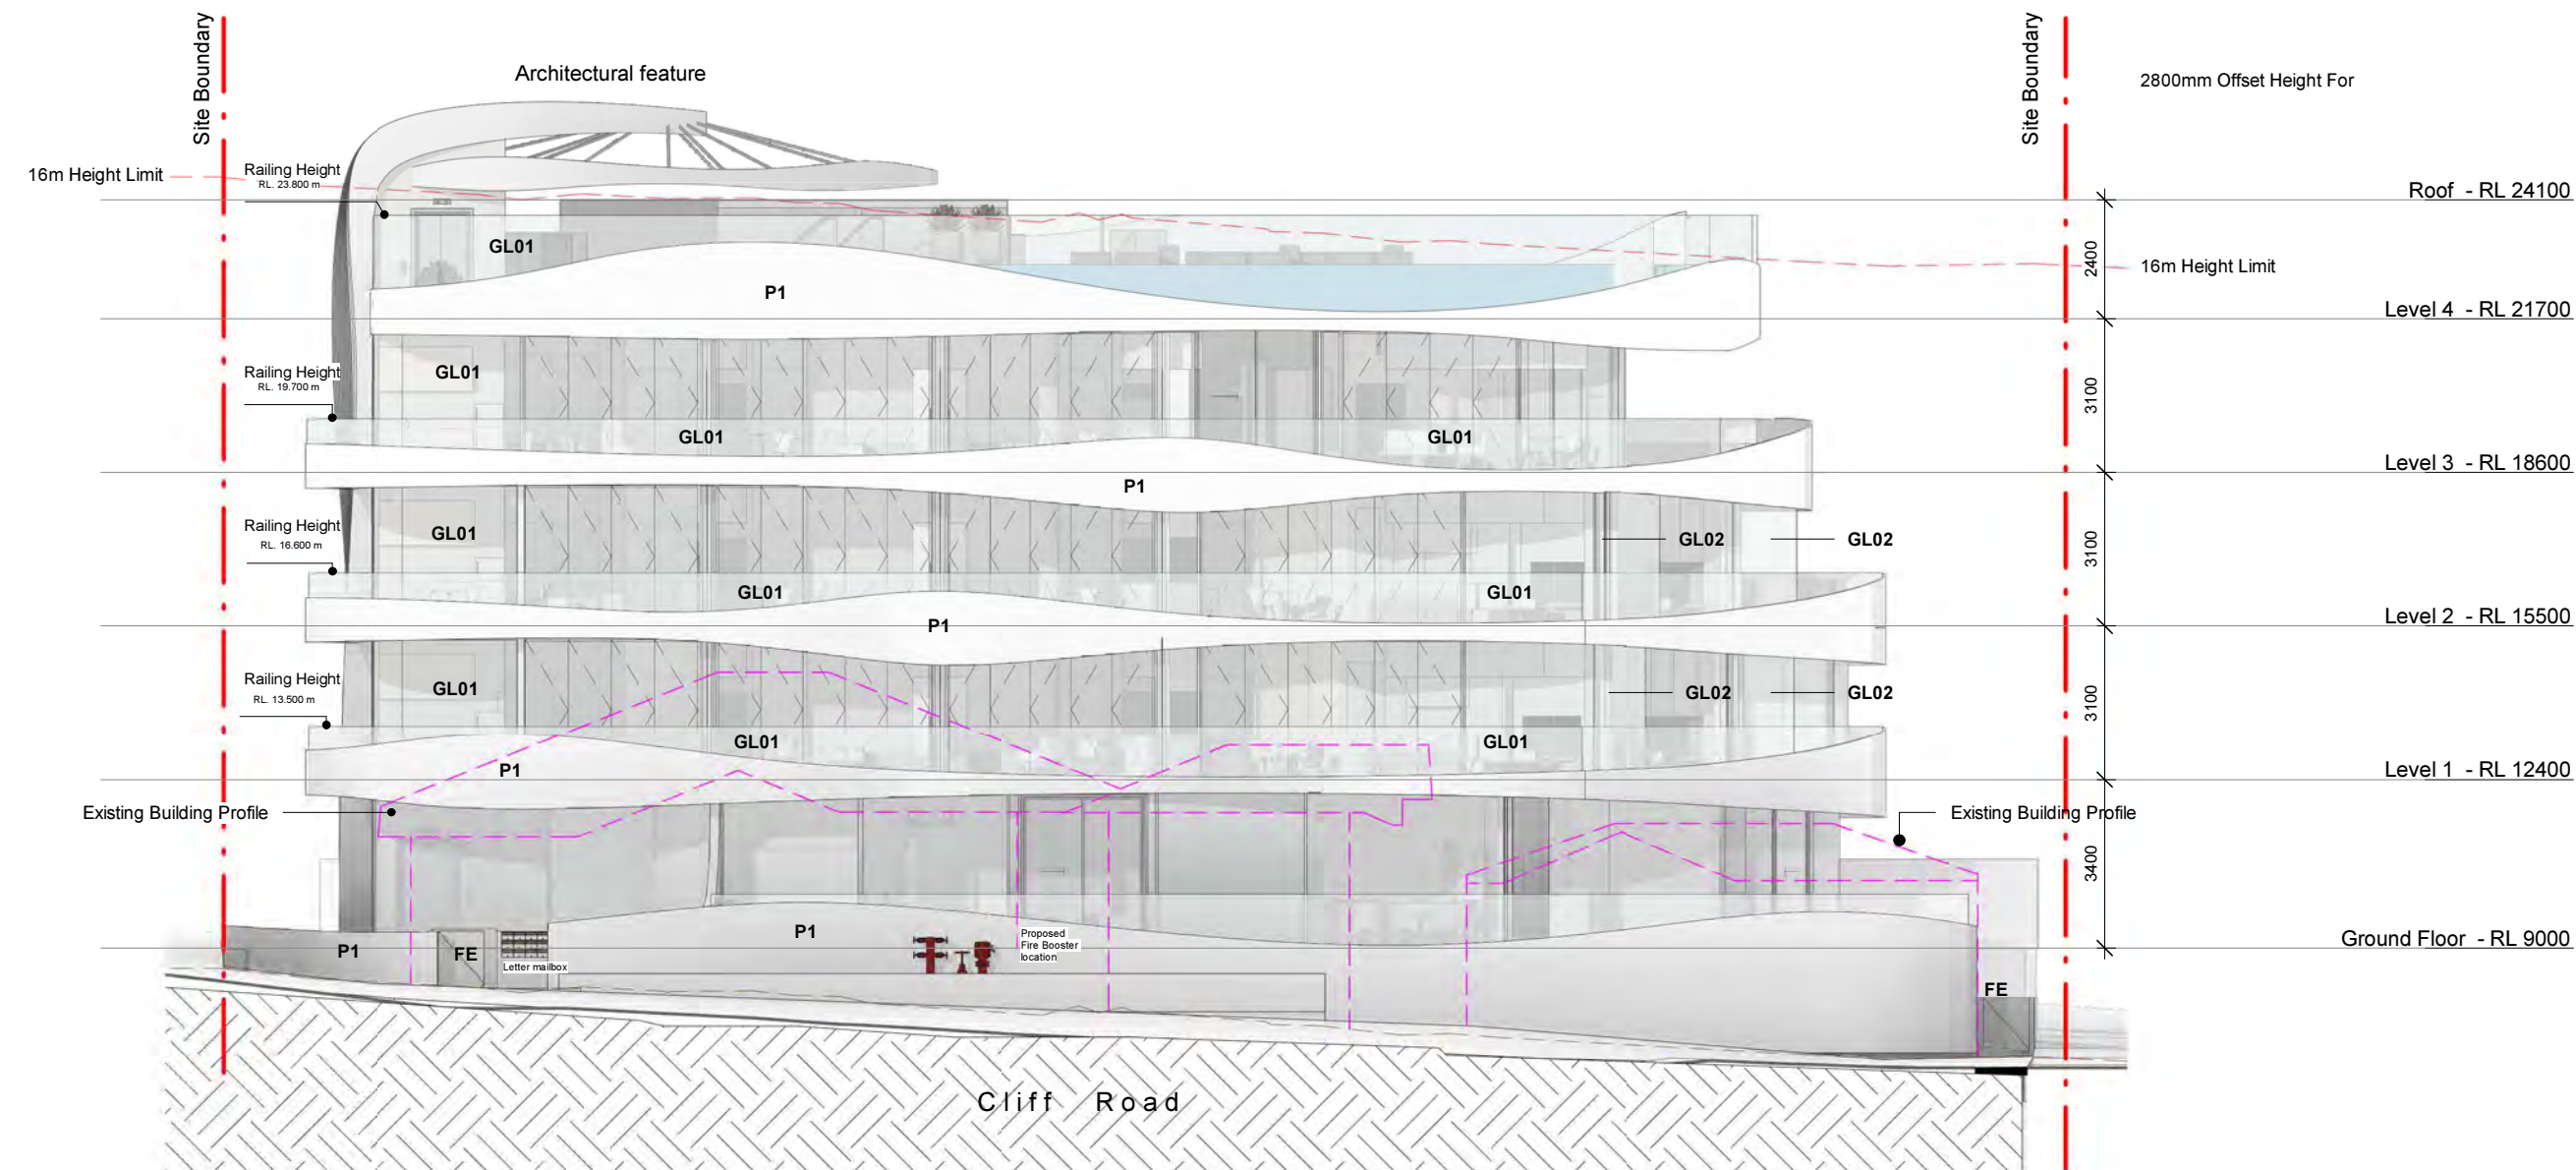 Site Boundary
Site Boundary
Architectural feature
2800mm Offset Height For
16m Height Limit
Railing Height
RL. 23.800 m
Roof - RL 24100
GL01
2400
16m Height Limit
P1
Level 4 - RL 21700
Railing Height
RL. 19.700 m
GL01
3100
GL01
GL01
Level 3 - RL 18600
P1
Railing Height
RL. 16.600 m
GL01
GL02
GL02
3100
GL01
GL01
Level 2 - RL 15500
P1
Railing Height
RL. 13.500 m
GL01
GL02
GL02
3100
GL01
GL01
P1
Level 1 - RL 12400
Existing Building Profile
Existing Building Profile
3400
P1
P1
FE
Letter mailbox
Proposed
Fire Booster
location
Ground Floor - RL 9000
FE
Cliff Road